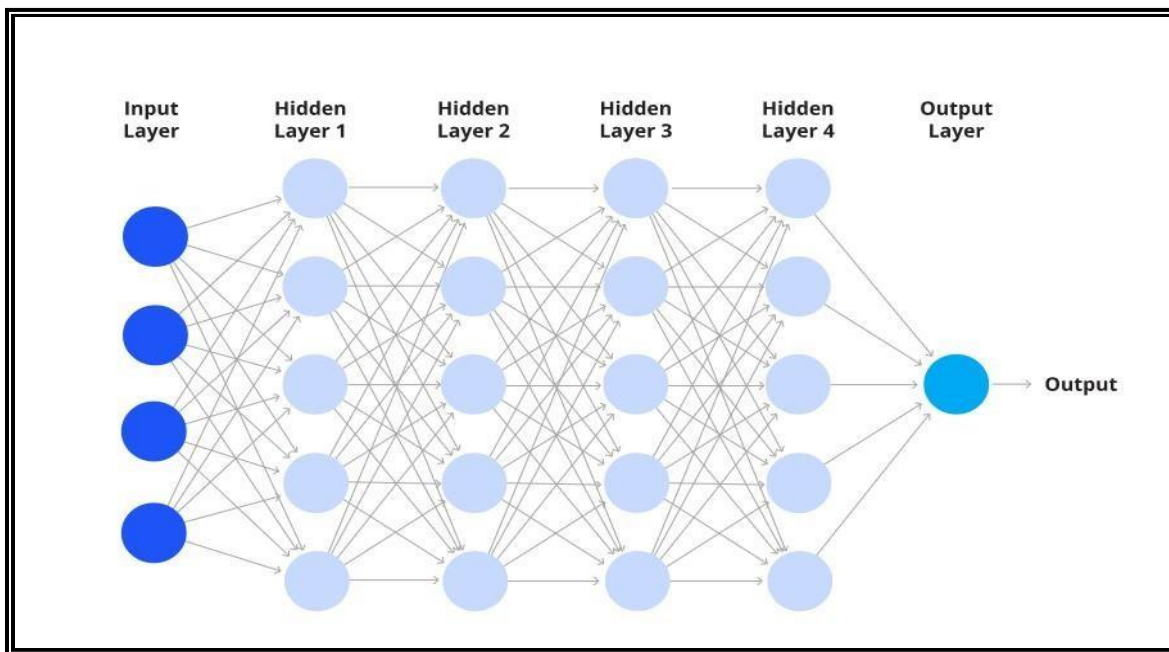 Input
Layer
Hidden
Layer 1
Hidden
Layer 2
Hidden
Layer 3
Hidden
Layer 4
Output
Layer
Output